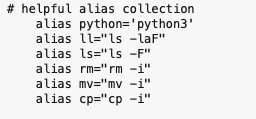 # helpful alias collection
alias python='python3'
alias ll="ls -laF"
alias ls="ls -F"
alias rm="rm -i"
alias mv="mv -i"
alias cp="cp -i"